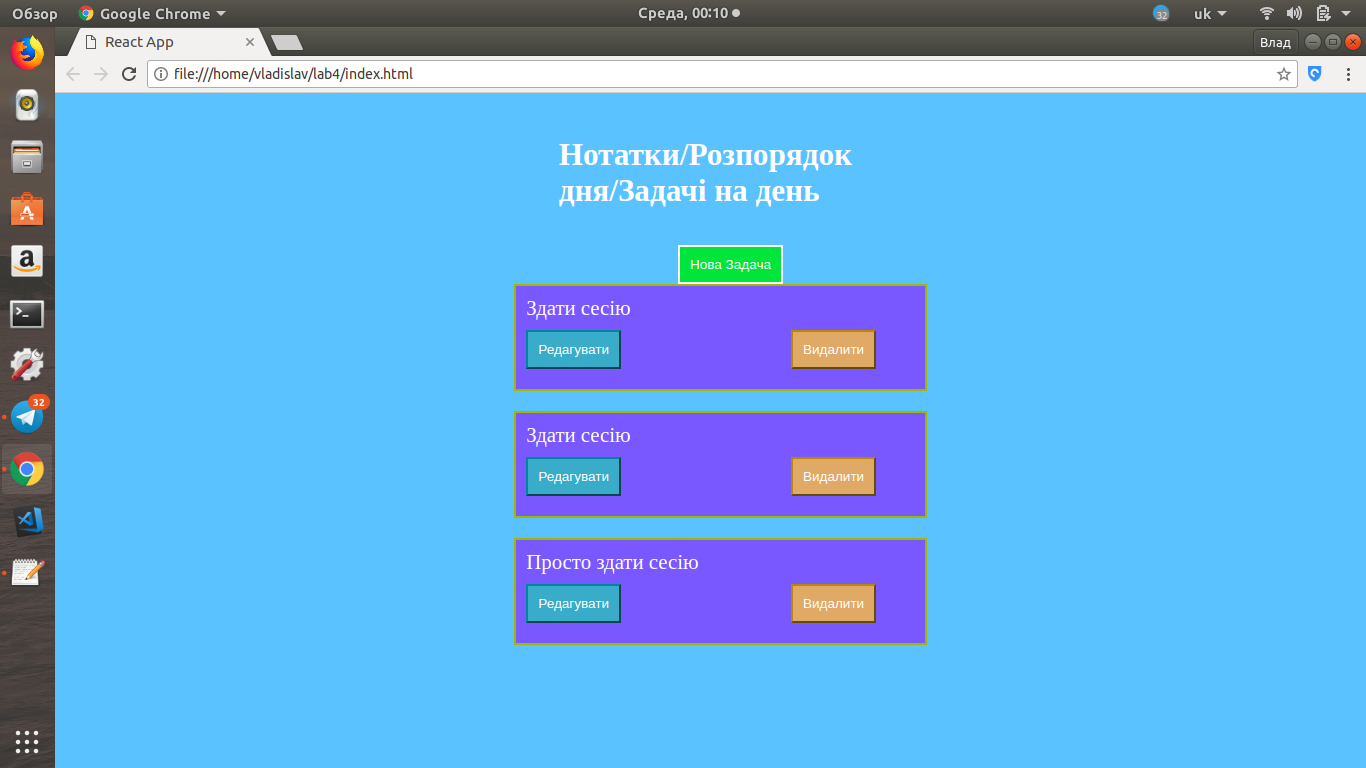 Обзор
Google Chrome
Среда, 00:10
32
uk
React App
Влад
file:///home/vladislav/lab4/index.html
Нотатки/Розпорядок
дня/Задачі на день
Нова Задача
Здати сесію
Редагувати Видалити
Здати сесію
Редагувати Видалити
Просто здати сесію
Редагувати Видалити
32